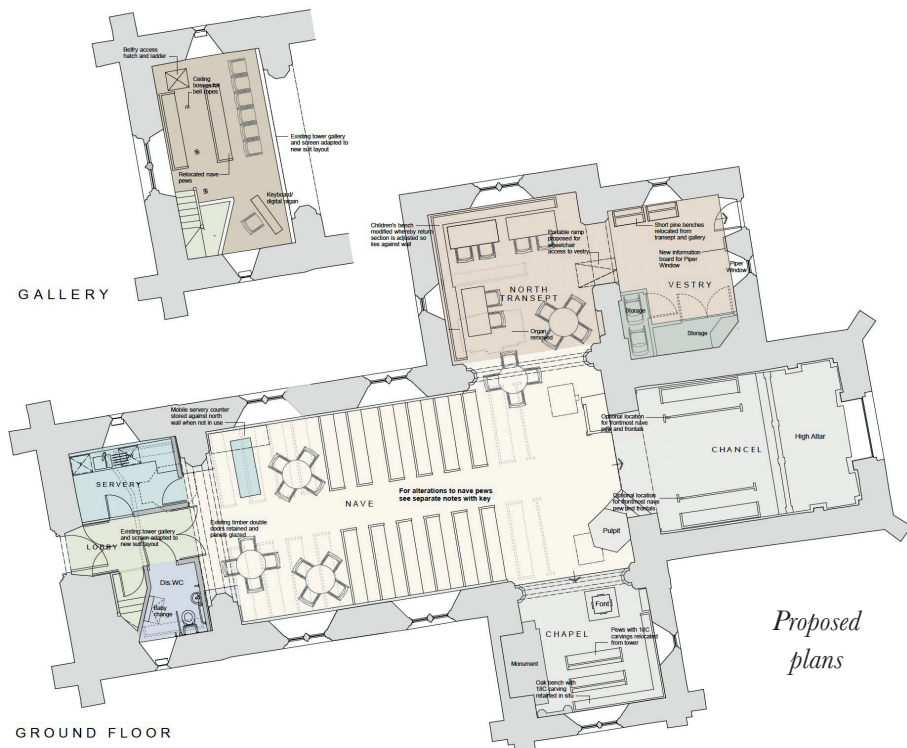 Belfry access
hatch and ladder
Ceiling
bosses for
bell ropes
Existing tower gallery
and screen adapted to
new suit layout
Relocated nave
pews
Keyboard/
digital organ
GALLERY
Children's bench
modified whereby return
section is adjusted so
lies against wall
Portable ramp
proposed for
wheelchair
access to vestry
Short pine benches
relocated from
transept and gallery
New information
board for Piper
Window
Piper
Window
VESTRY
NORTH
TRANSEPT
Organ
removed
Storage
Storage
Mobile servery counter
stored against north
wall when not in use
Optional location
for frontmost nave
pew and frontals
CHANCEL
High Altar
SERVERY
NAVE
For alterations to nave pews
see separate notes with key
Optional location
for frontmost nave
pew and frontals
Existing timber double
doors retained and
panels glazed
LOBBY
Existing tower gallery
and screen adapted to
new suit layout
Pulpit
Dis.WC
Baby
change
Font
CHAPEL
Pews with 18C
carvings relocated
from tower
Monument
Oak bench with
18C carving
retained in situ
Proposed
plans
GROUND FLOOR